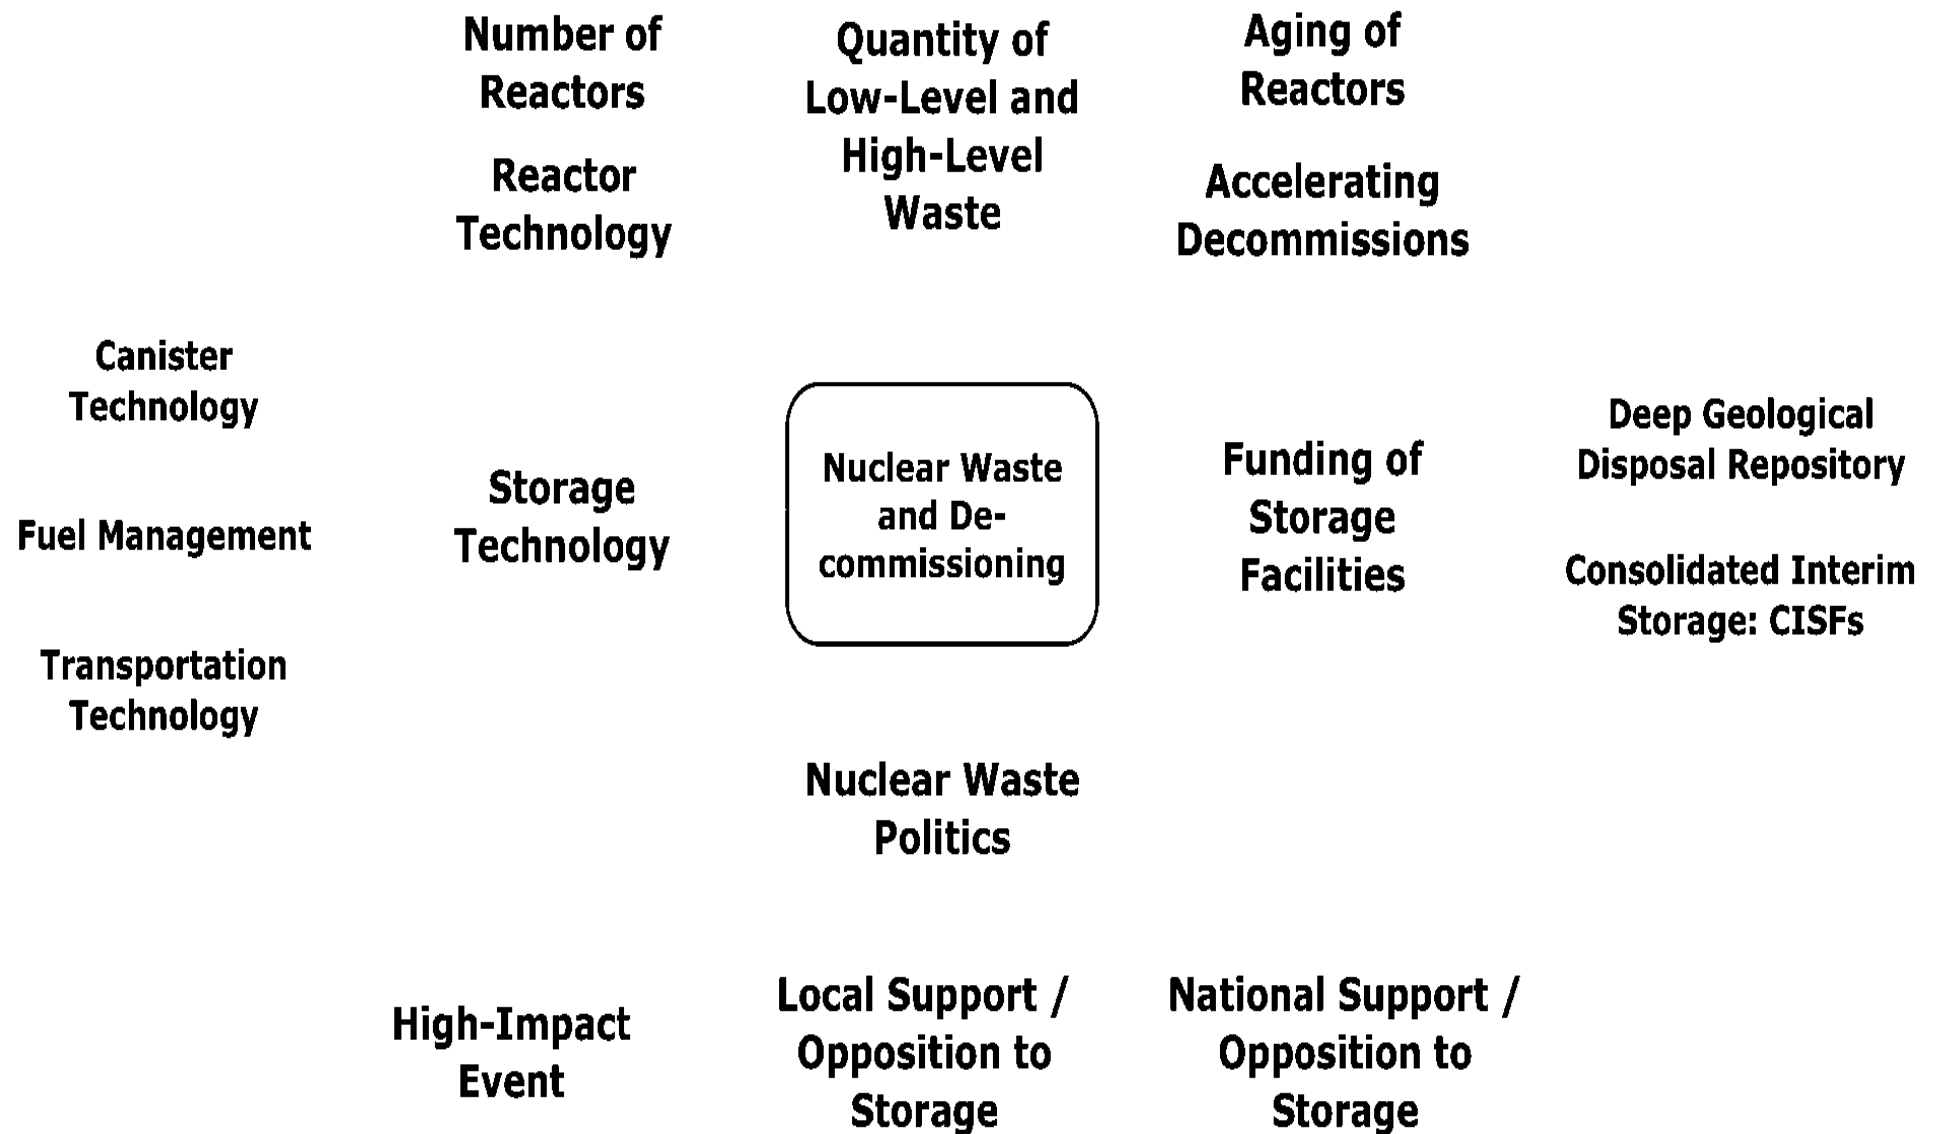 Number of
Reactors
Quantity of
Low-Level and
High-Level
Waste
Aging of
Reactors
Reactor
Technology
Accelerating
Decommissions
Canister
Technology
Fuel Management
Transportation
Technology
Storage
Technology
Nuclear Waste
and De-
commissioning
Funding of
Storage
Facilities
Deep Geological
Disposal Repository
Consolidated Interim
Storage: CISFs
Nuclear Waste
Politics
High-Impact
Event
Local Support /
Opposition to
Storage
National Support /
Opposition to
Storage